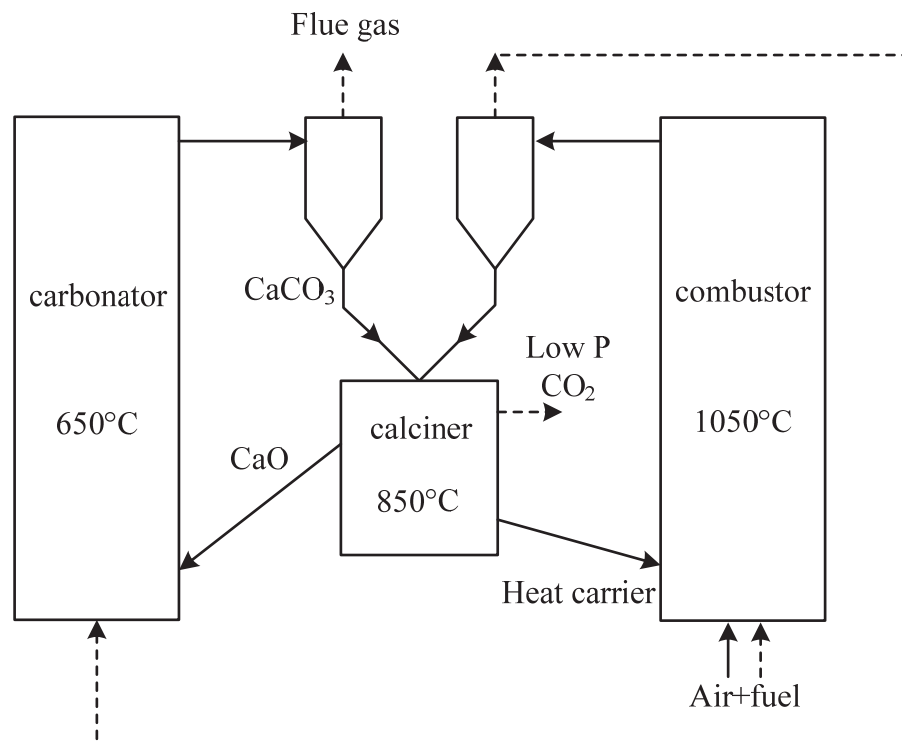 Flue gas
carbonator
650°C
CaCO₃
combustor
1050°C
Low P
CO₂
calciner
850°C
CaO
Heat carrier
Air+fuel